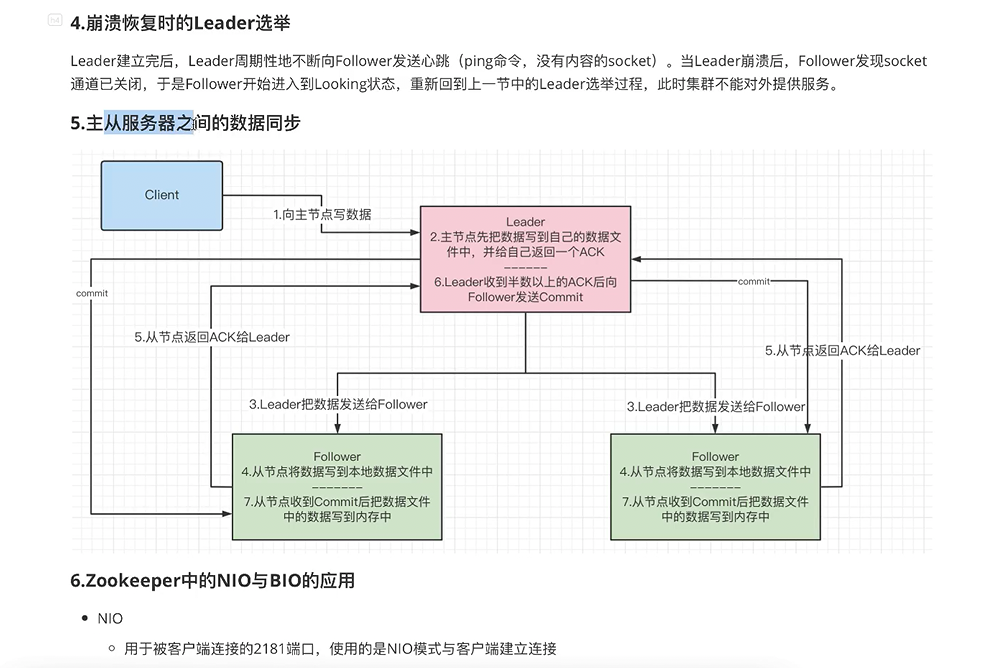 h4
4.崩溃恢复时的Leader选举
Leader建立完后，Leader周期性地不断向Follower发送心跳（ping命令，没有内容的socket）。当Leader崩溃后，Follower发现socket
通道已关闭，于是Follower开始进入到Looking状态，重新回到上一节中的Leader选举过程，此时集群不能对外提供服务。
5.主从服务器之间的数据同步
Client
1.向主节点写数据
Leader
2.主节点先把数据写到自己的数据文
件中，并给自己返回一个ACK
------
6.Leader收到半数以上的ACK后向
Follower发送Commit
commit
commit
5.从节点返回ACK给Leader
5.从节点返回ACK给Leader
3.Leader把数据发送给Follower
3.Leader把数据发送给Follower
Follower
4.从节点将数据写到本地数据文件中
-------
7.从节点收到Commit后把数据文件
中的数据写到内存中
Follower
4.从节点将数据写到本地数据文件中
-------
7.从节点收到Commit后把数据文件
中的数据写到内存中
6.Zookeeper中的NIO与BIO的应用
NIO
用于被客户端连接的2181端口，使用的是NIO模式与客户端建立连接